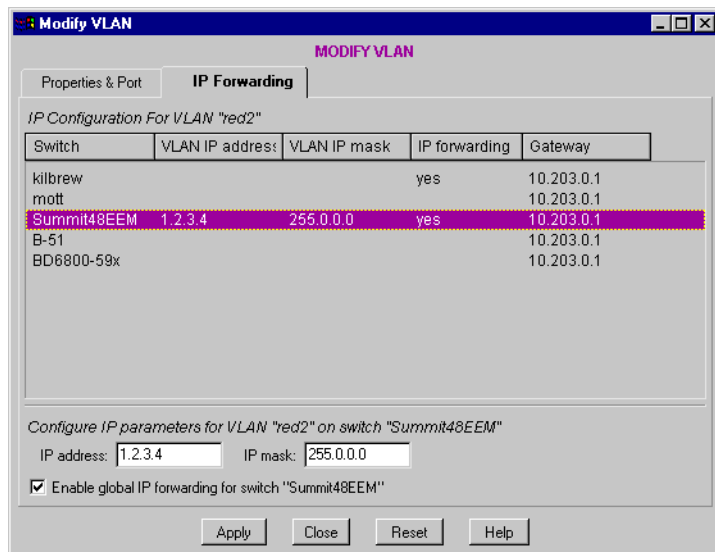 Modify VLAN
MODIFY VLAN
Properties & Port IP Forwarding
IP Configuration For VLAN "red2"
Switch VLAN IP address VLAN IP mask IP forwarding Gateway
kilbrew yes 10.203.0.1
mott 10.203.0.1
Summit48EEM 1.2.3.4 255.0.0.0 yes 10.203.0.1
B-51 10.203.0.1
BD6800-59x 10.203.0.1
Configure IP parameters for VLAN "red2" on switch "Summit48EEM"
IP address: 1.2.3.4 IP mask: 255.0.0.0
Enable global IP forwarding for switch "Summit48EEM"
Apply Close Reset Help